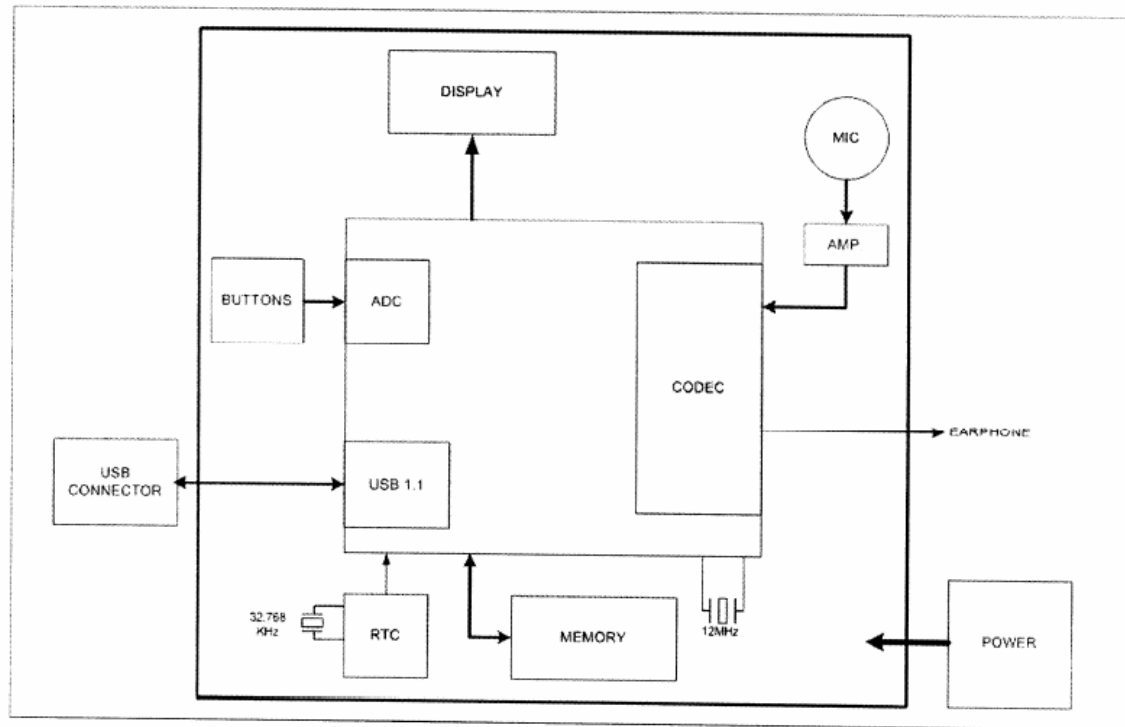 DISPLAY
MIC
AMP
BUTTONS
ADC
CODEC
EARPHONE
USB
CONNECTOR
USB 1.1
32.768
KHz
RTC
MEMORY
12MHz
POWER